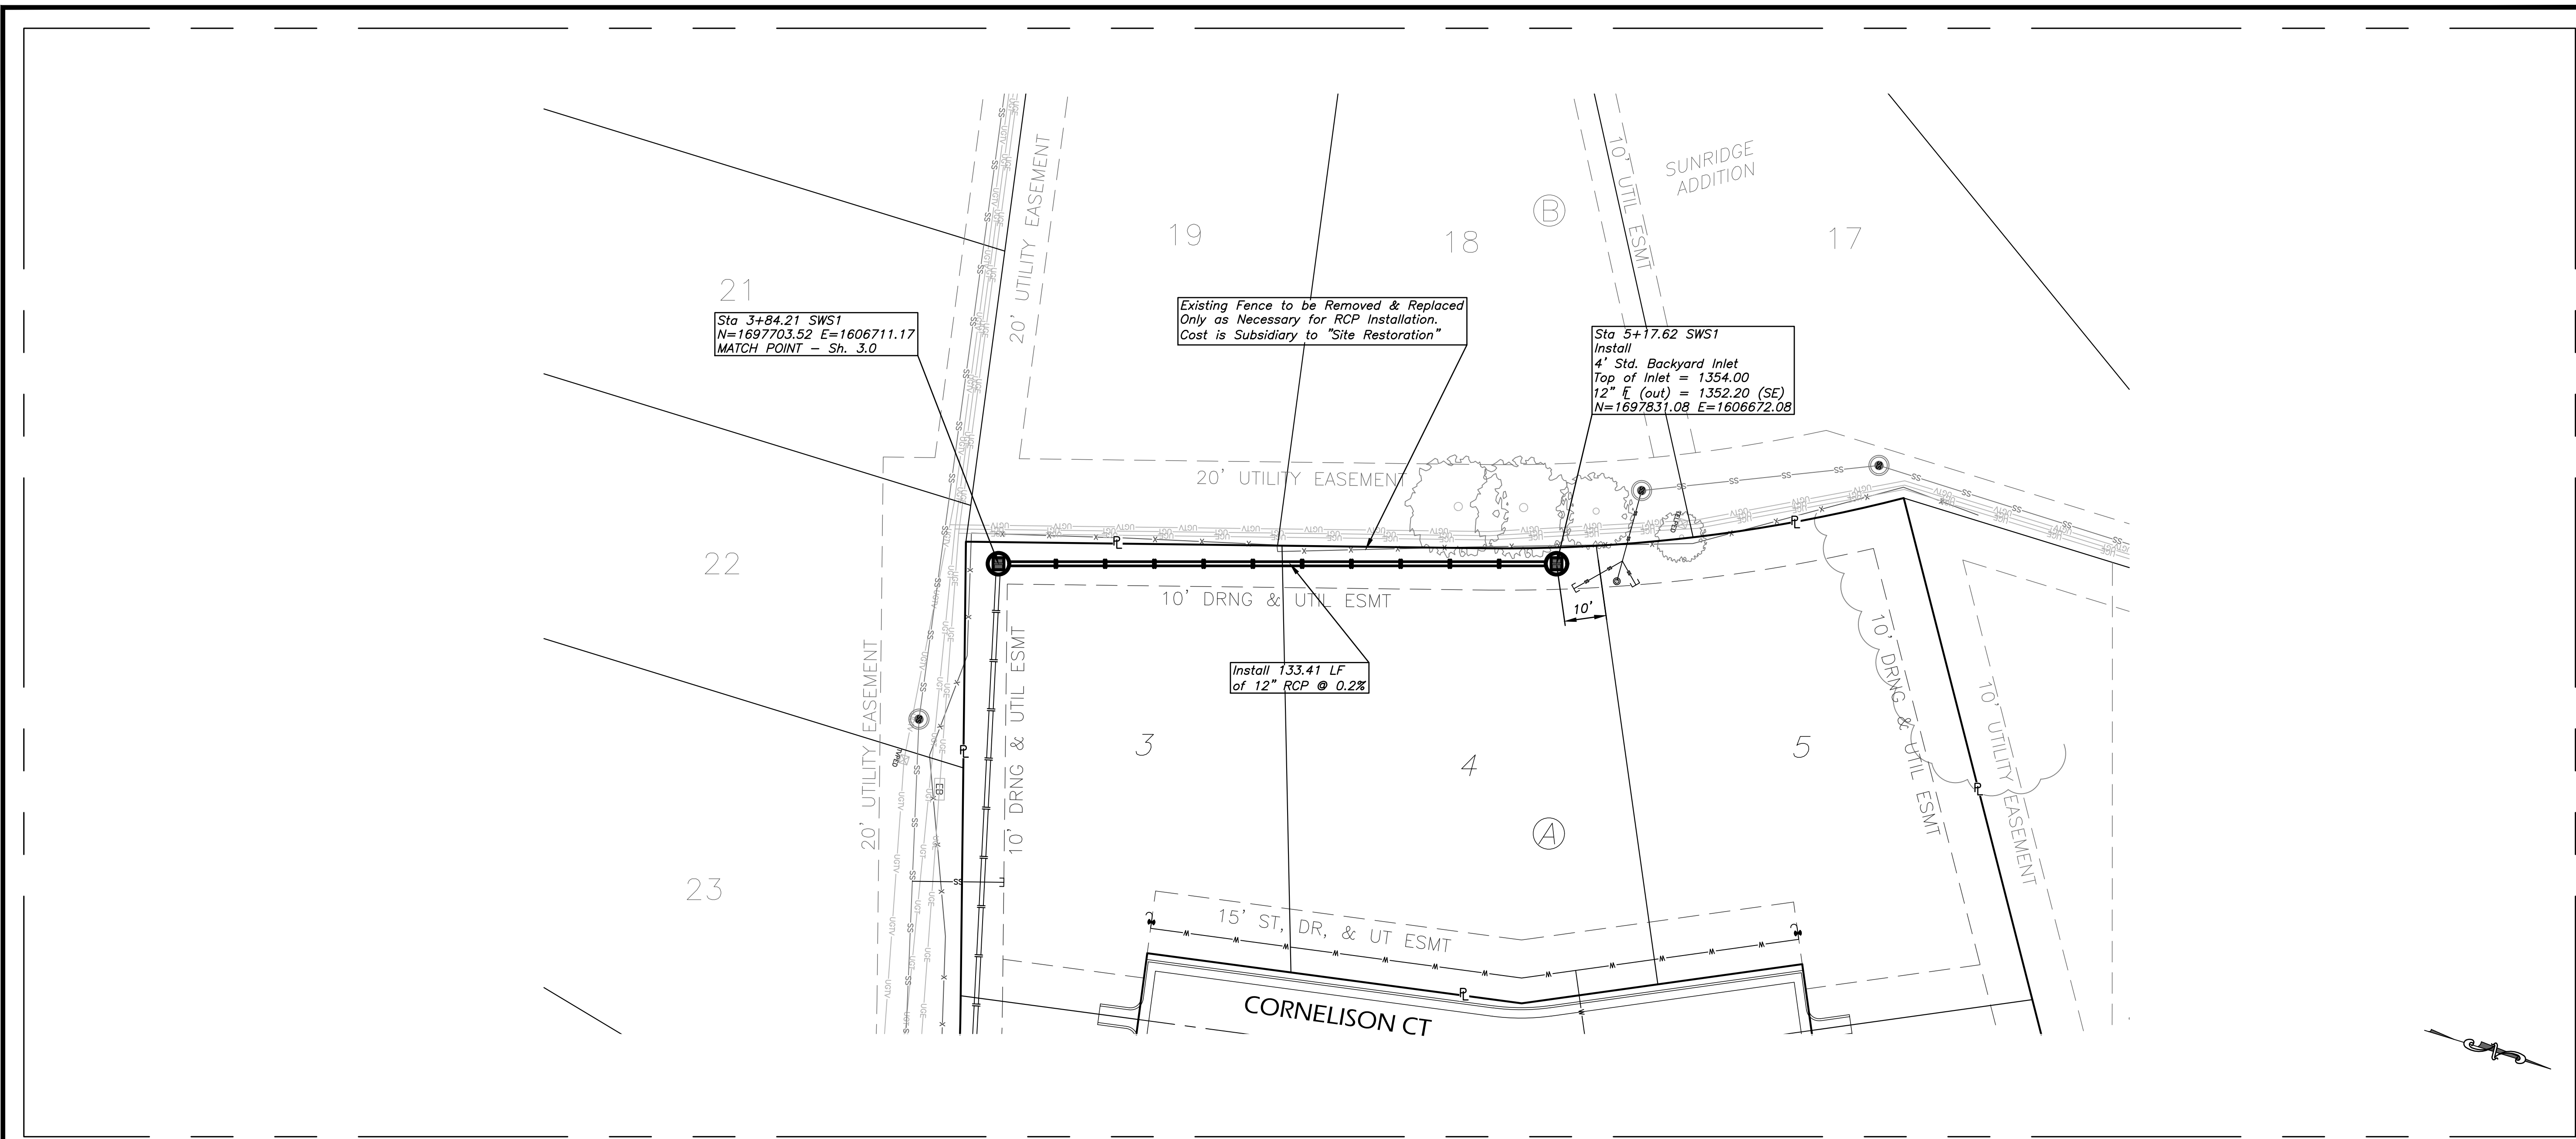 SUNRIDGE
ADDITION
20' UTILITY EASEMENT
10' UTIL ESMT
B
19
18
17
21
Sta 3+84.21 SWS1
N=1697703.52 E=1606711.17
MATCH POINT – Sh. 3.0
Existing Fence to be Removed & Replaced
Only as Necessary for RCP Installation.
Cost is Subsidiary to "Site Restoration"
Sta 5+17.62 SWS1
Install
4' Std. Backyard Inlet
Top of Inlet = 1354.00
12" FL (out) = 1352.20 (SE)
N=1697831.08 E=1606672.08
20' UTILITY EASEMENT
22
10' DRNG & UTIL ESMT
10'
Install 133.41 LF
of 12" RCP @ 0.2%
20' UTILITY EASEMENT
10' DRNG & UTIL ESMT
10' DRNG & UTIL ESMT
10' UTILITY EASEMENT
3
4
5
EB
A
23
15' ST, DR, & UT ESMT
CORNELISON CT